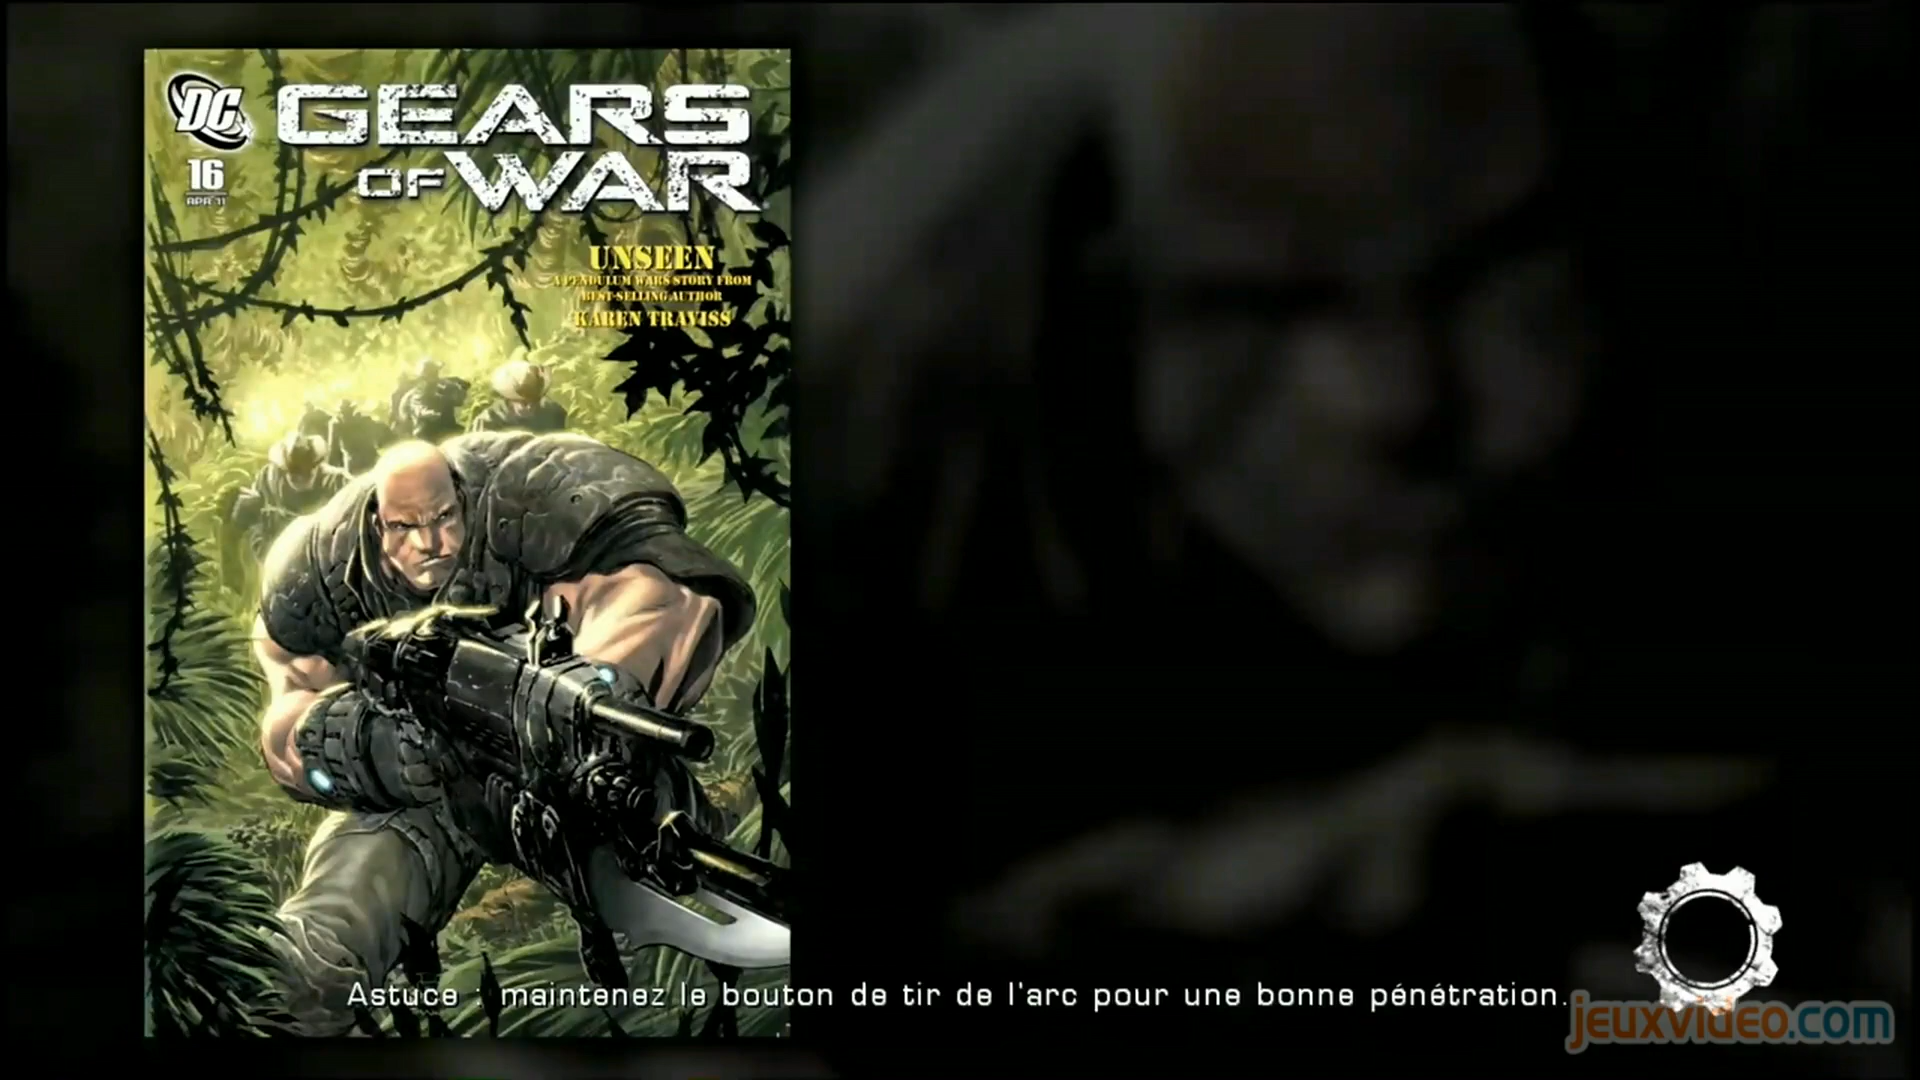 DC
GEARS
OF WAR
16
APR 11
UNSEEN
A PENDULUM WARS STORY FROM
BEST-SELLING AUTHOR
KAREN TRAVISS
Astuce : maintenez le bouton de tir de l'arc pour une bonne pénétration.
jeuxvideo.com